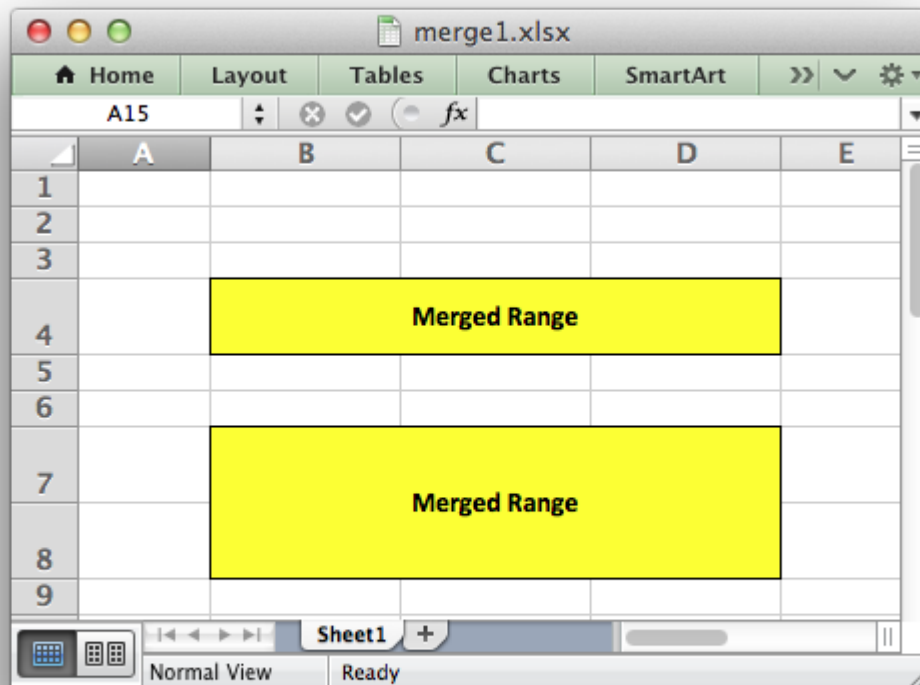 merge1.xlsx
Home Layout Tables Charts SmartArt
A15 fx
A B C D E
1
2
3
4 Merged Range
5
6
7
Merged Range
8
9
Sheet1 +
Normal View Ready